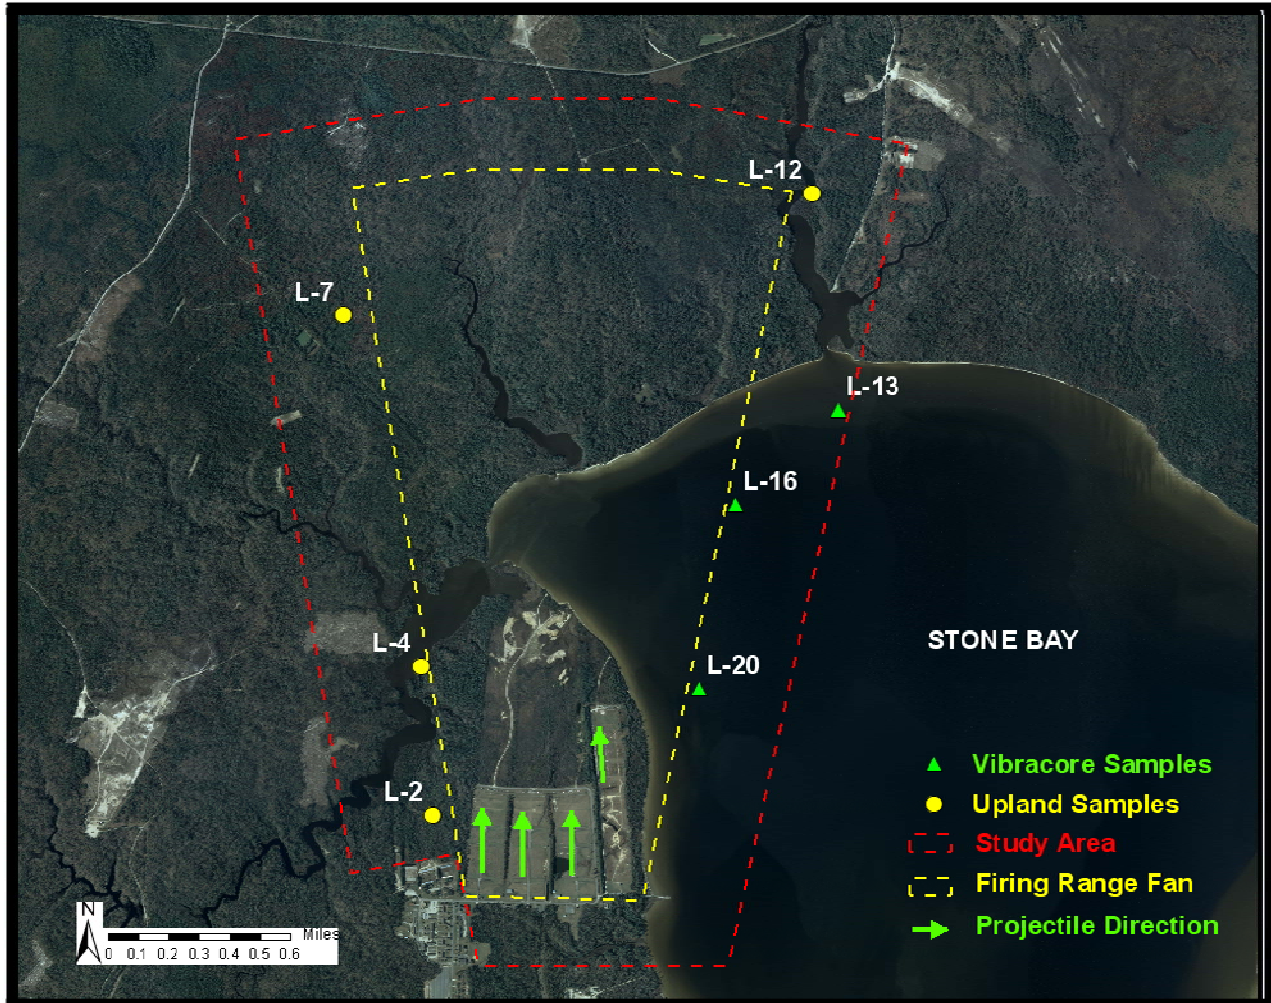 L-12
L-7
L-13
L-16
L-4
STONE BAY
L-20
L-2
Vibracore Samples
Upland Samples
Study Area
Firing Range Fan
Projectile Direction
N
Miles
0 0.1 0.2 0.3 0.4 0.5 0.6